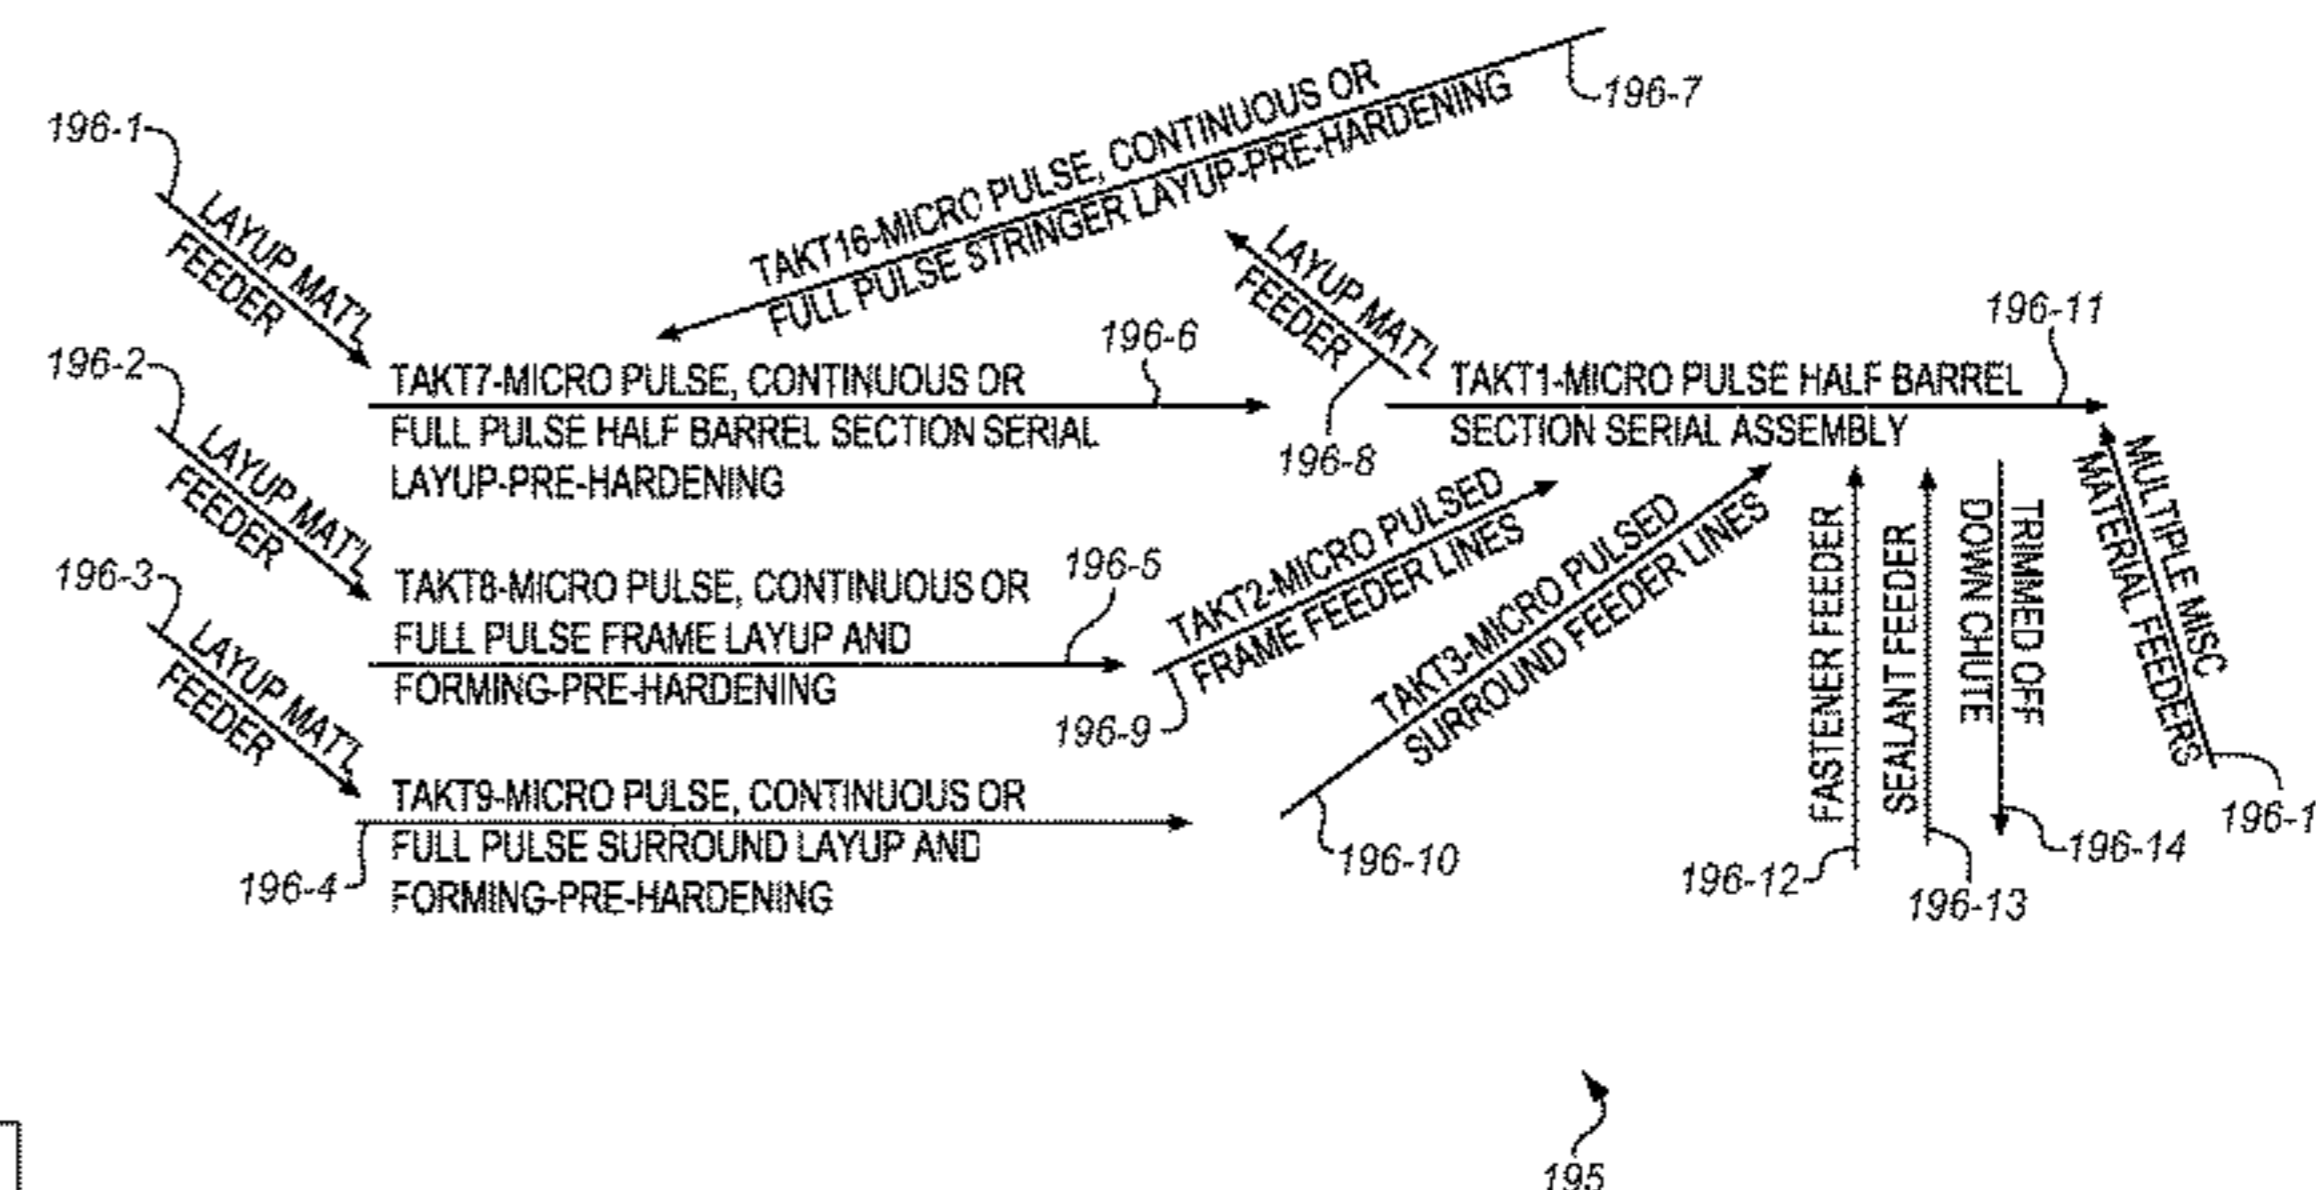 196-7
TAKT16-MICRO PULSE, CONTINUOUS OR
FULL PULSE STRINGER LAYUP-PRE-HARDENING
196-1
LAYUP MAT'L
FEEDER
LAYUP MAT'L
FEEDER
196-8
196-2
LAYUP MAT'L
FEEDER
196-6
TAKT7-MICRO PULSE, CONTINUOUS OR
FULL PULSE HALF BARREL SECTION SERIAL
LAYUP-PRE-HARDENING
196-11
TAKT1-MICRO PULSE HALF BARREL
SECTION SERIAL ASSEMBLY
196-3
LAYUP MAT'L
FEEDER
196-5
TAKT8-MICRO PULSE, CONTINUOUS OR
FULL PULSE FRAME LAYUP AND
FORMING-PRE-HARDENING
TAKT2-MICRO PULSED
FRAME FEEDER LINES
196-9
TAKT3-MICRO PULSED
SURROUND FEEDER LINES
196-10
TAKT9-MICRO PULSE, CONTINUOUS OR
FULL PULSE SURROUND LAYUP AND
FORMING-PRE-HARDENING
196-4
FASTENER FEEDER
196-12
SEALANT FEEDER
196-13
TRIMMED OFF
DOWN CHUTE
196-14
MULTIPLE MISC
MATERIAL FEEDERS
196-1
195